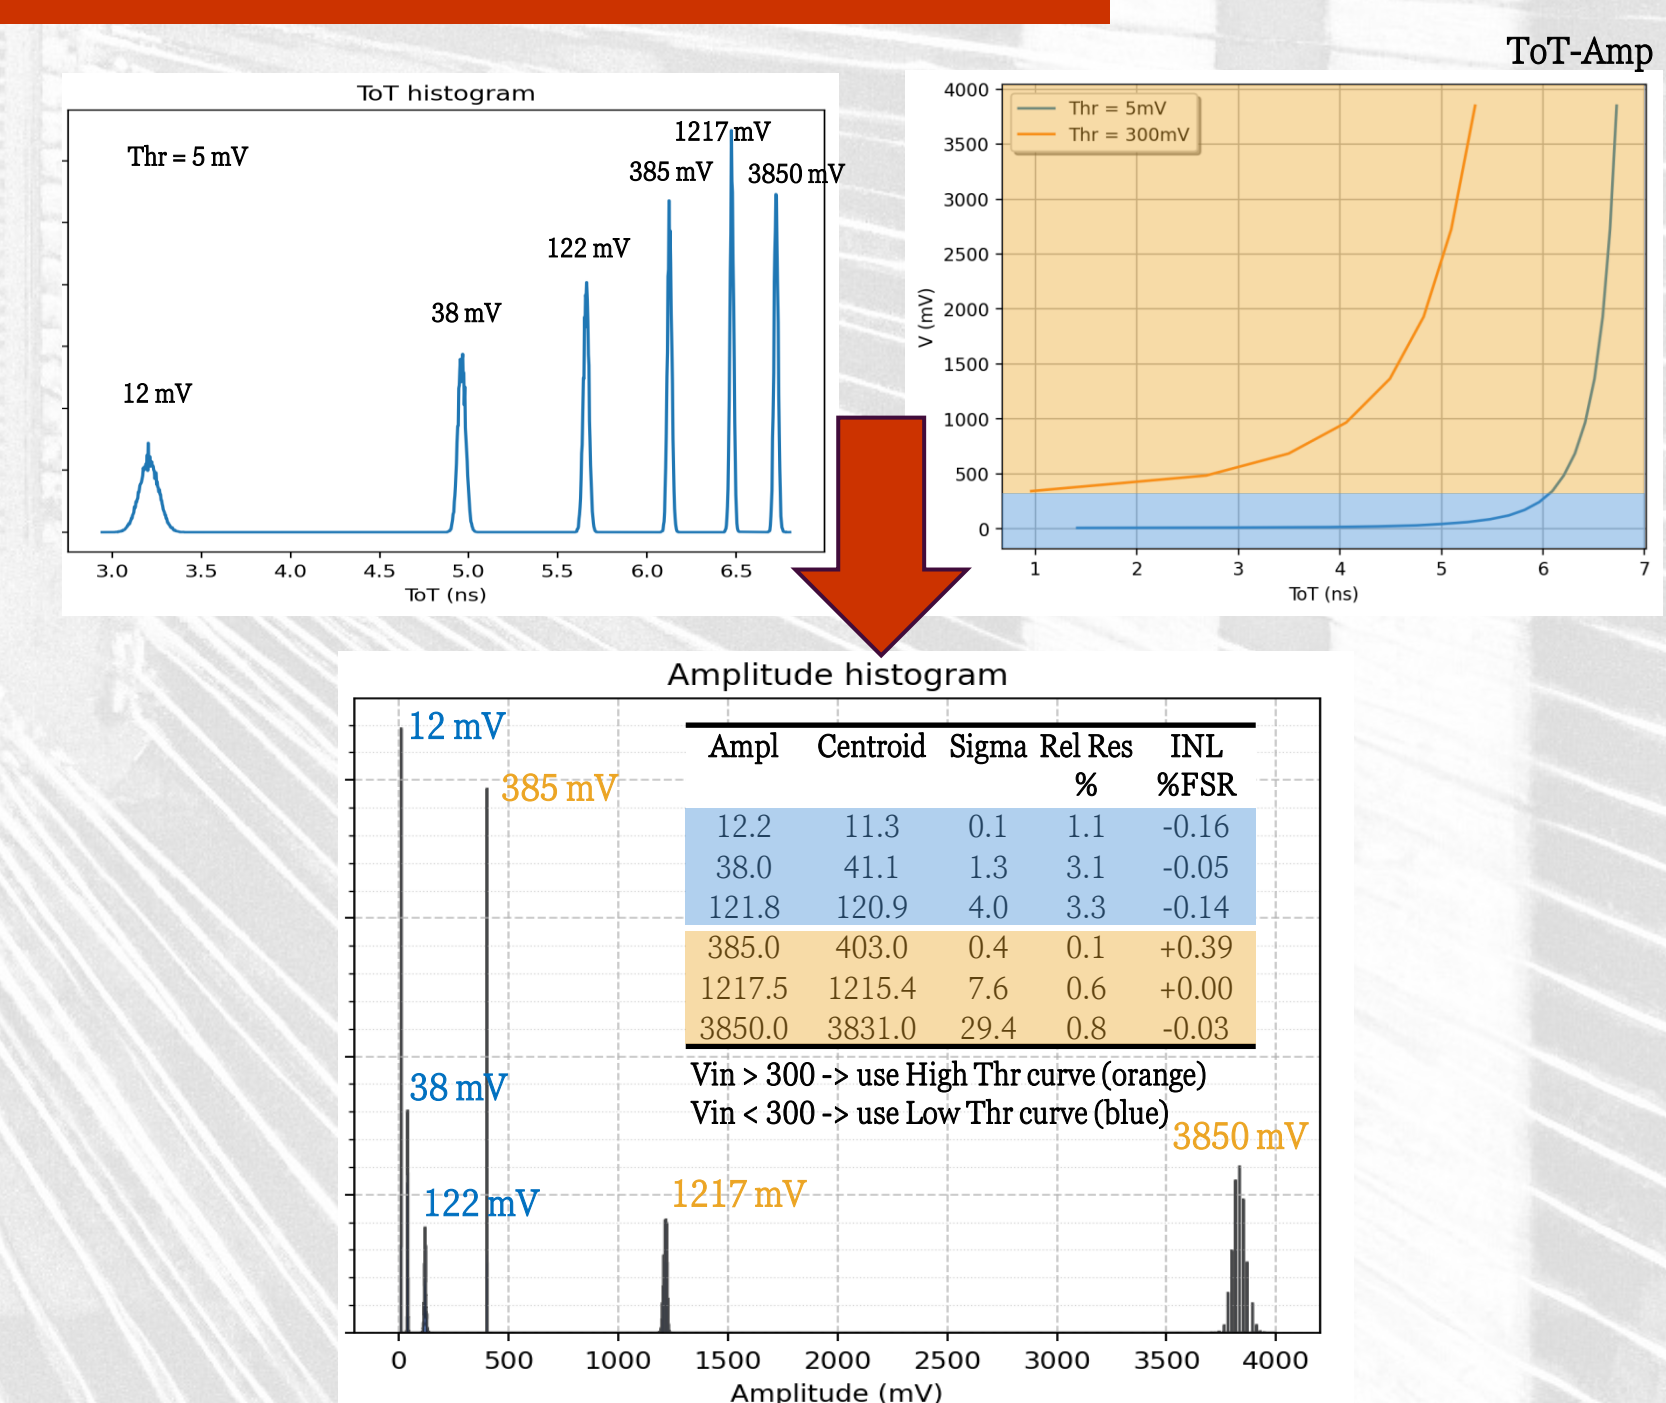 ToT-Amp
ToT histogram
Thr = 5 mV
12 mV
38 mV
122 mV
385 mV
1217 mV
3850 mV
3.0 3.5 4.0 4.5 5.0 5.5 6.0 6.5
ToT (ns)
Thr = 5mV
Thr = 300mV
4000
3500
3000
2500
2000
1500
1000
500
0
V (mV)
1 2 3 4 5 6 7
ToT (ns)
Amplitude histogram
12 mV
385 mV
38 mV
122 mV
1217 mV
3850 mV
Ampl Centroid Sigma Rel Res INL
% %FSR
12.2 11.3 0.1 1.1 -0.16
38.0 41.1 1.3 3.1 -0.05
121.8 120.9 4.0 3.3 -0.14
385.0 403.0 0.4 0.1 +0.39
1217.5 1215.4 7.6 0.6 +0.00
3850.0 3831.0 29.4 0.8 -0.03
Vin > 300 -> use High Thr curve (orange)
Vin < 300 -> use Low Thr curve (blue)
0 500 1000 1500 2000 2500 3000 3500 4000
Amplitude (mV)